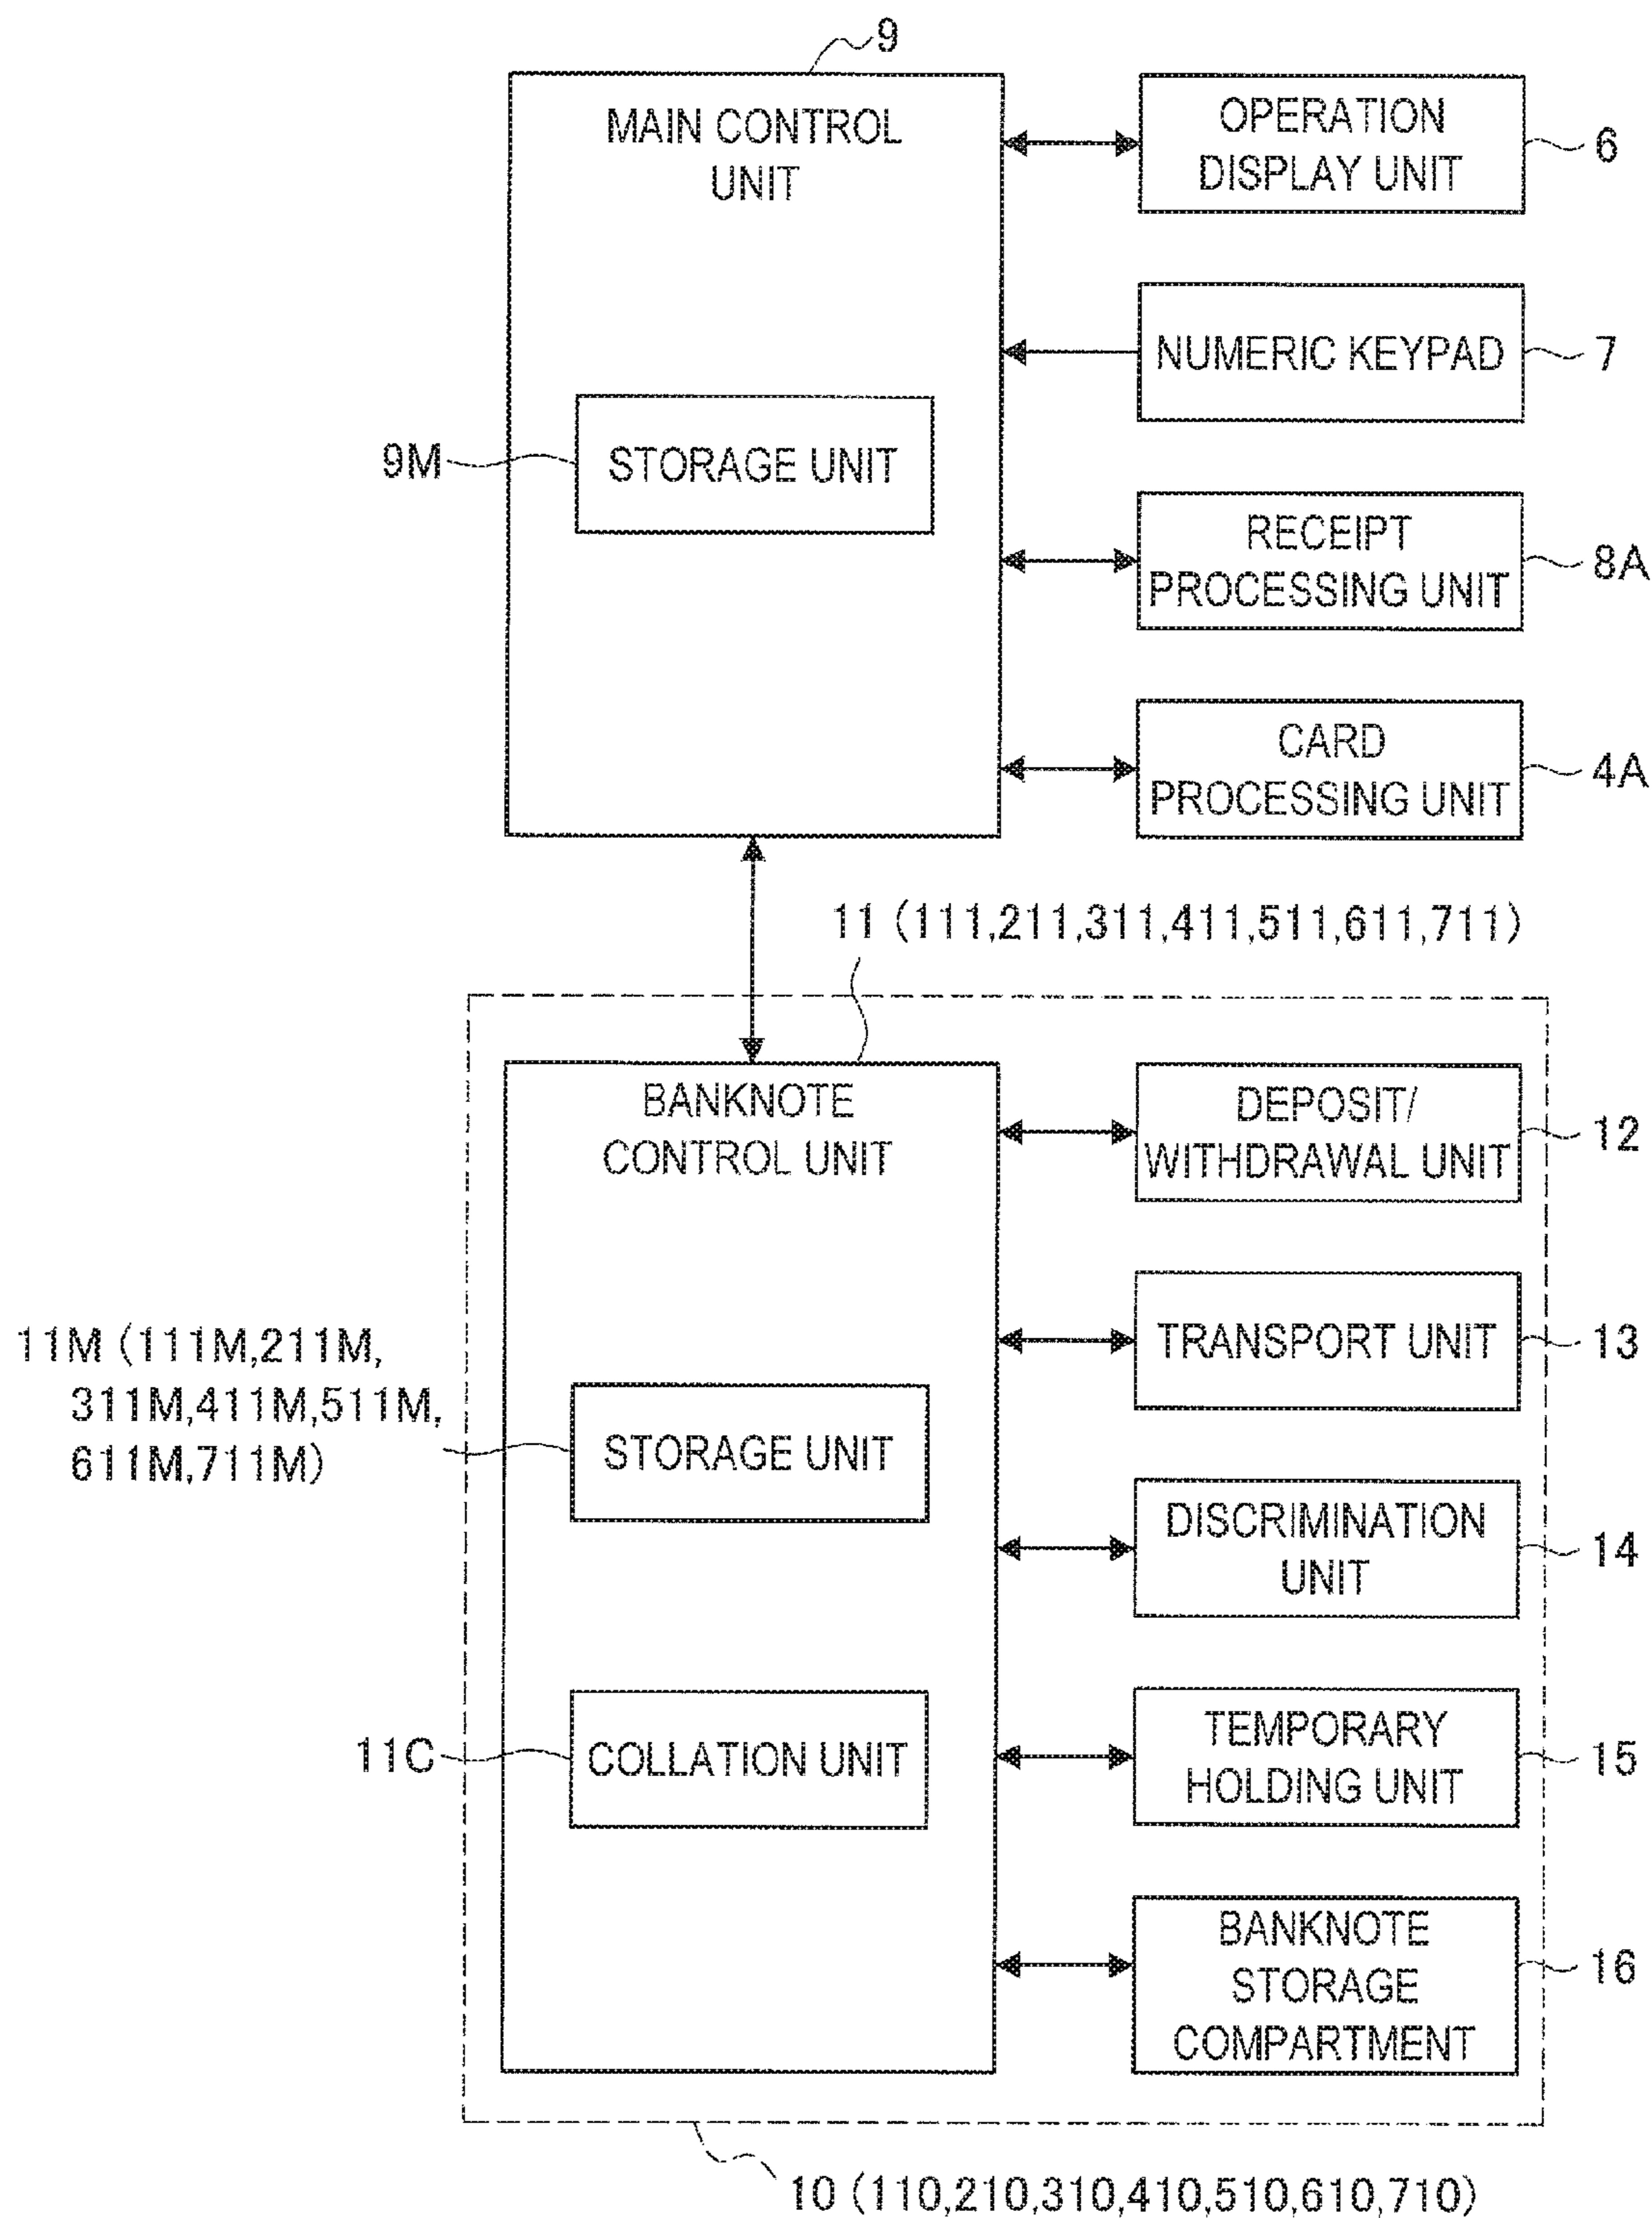 9
MAIN CONTROL
UNIT
OPERATION
DISPLAY UNIT
6
NUMERIC KEYPAD
7
9M
STORAGE UNIT
RECEIPT
PROCESSING UNIT
8A
CARD
PROCESSING UNIT
4A
11 (111,211,311,411,511,611,711)
BANKNOTE
CONTROL UNIT
DEPOSIT/
WITHDRAWAL UNIT
12
TRANSPORT UNIT
13
11M (111M,211M,
311M,411M,511M,
611M,711M)
STORAGE UNIT
DISCRIMINATION
UNIT
14
11C
COLLATION UNIT
TEMPORARY
HOLDING UNIT
15
BANKNOTE
STORAGE
COMPARTMENT
16
10 (110,210,310,410,510,610,710)